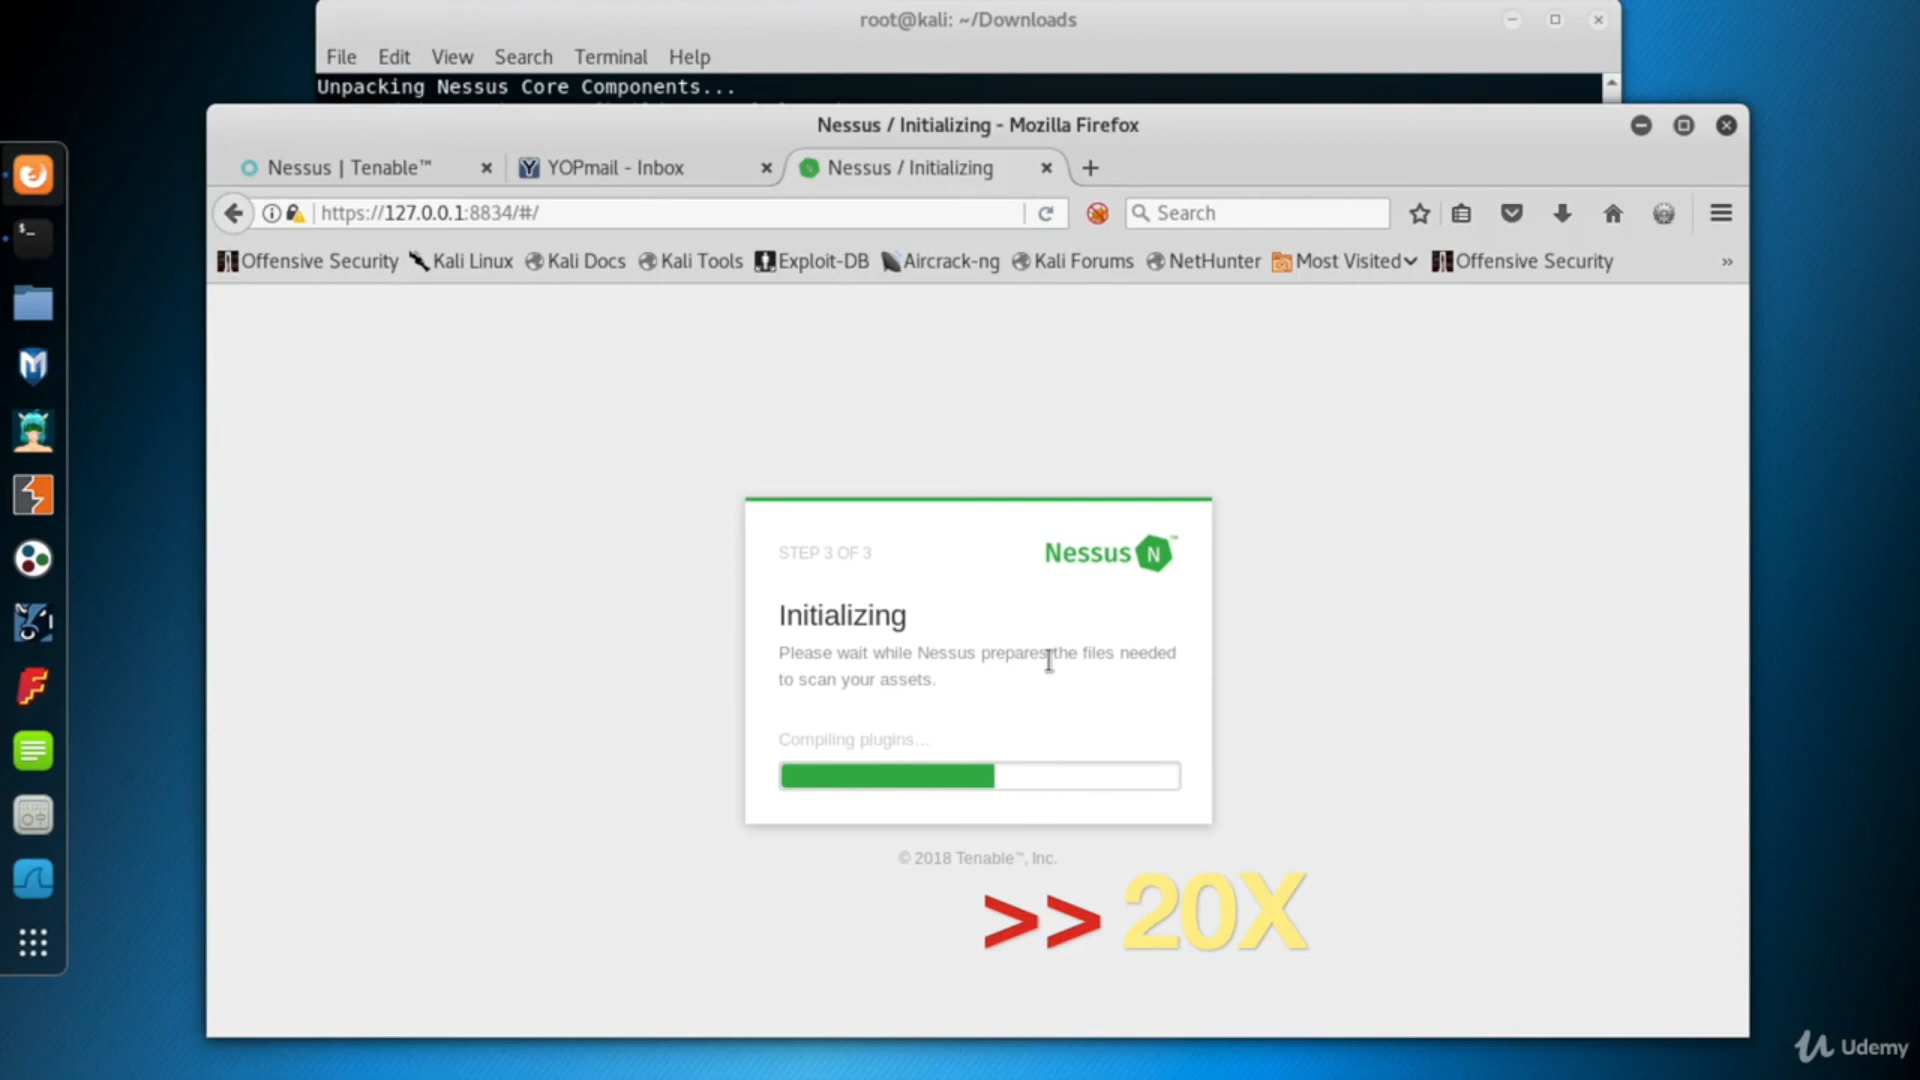 root@kali: ~/Downloads
File Edit View Search Terminal Help
Unpacking Nessus Core Components...
Nessus / Initializing - Mozilla Firefox
Nessus | Tenable™
YOPmail - Inbox
Nessus / Initializing
https://127.0.0.1:8834/#/
Search
Offensive Security Kali Linux Kali Docs Kali Tools Exploit-DB Aircrack-ng Kali Forums NetHunter Most Visited Offensive Security »
STEP 3 OF 3
Nessus N™
Initializing
Please wait while Nessus prepares the files needed
to scan your assets.
Compiling plugins...
© 2018 Tenable™, Inc.
>> 20X
Udemy